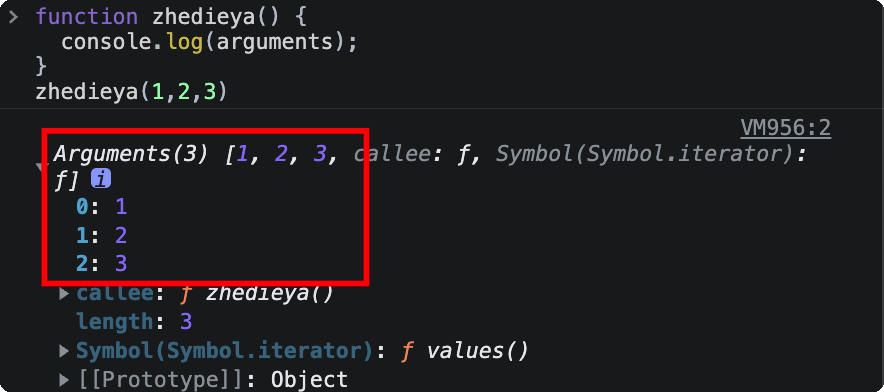 function zhedieya() {
  console.log(arguments);
}
zhedieya(1,2,3)
VM956:2
Arguments(3) [1, 2, 3, callee: ƒ, Symbol(Symbol.iterator):
ƒ] i
0: 1
1: 2
2: 3
callee: ƒ zhedieya()
length: 3
Symbol(Symbol.iterator): ƒ values()
[[Prototype]]: Object